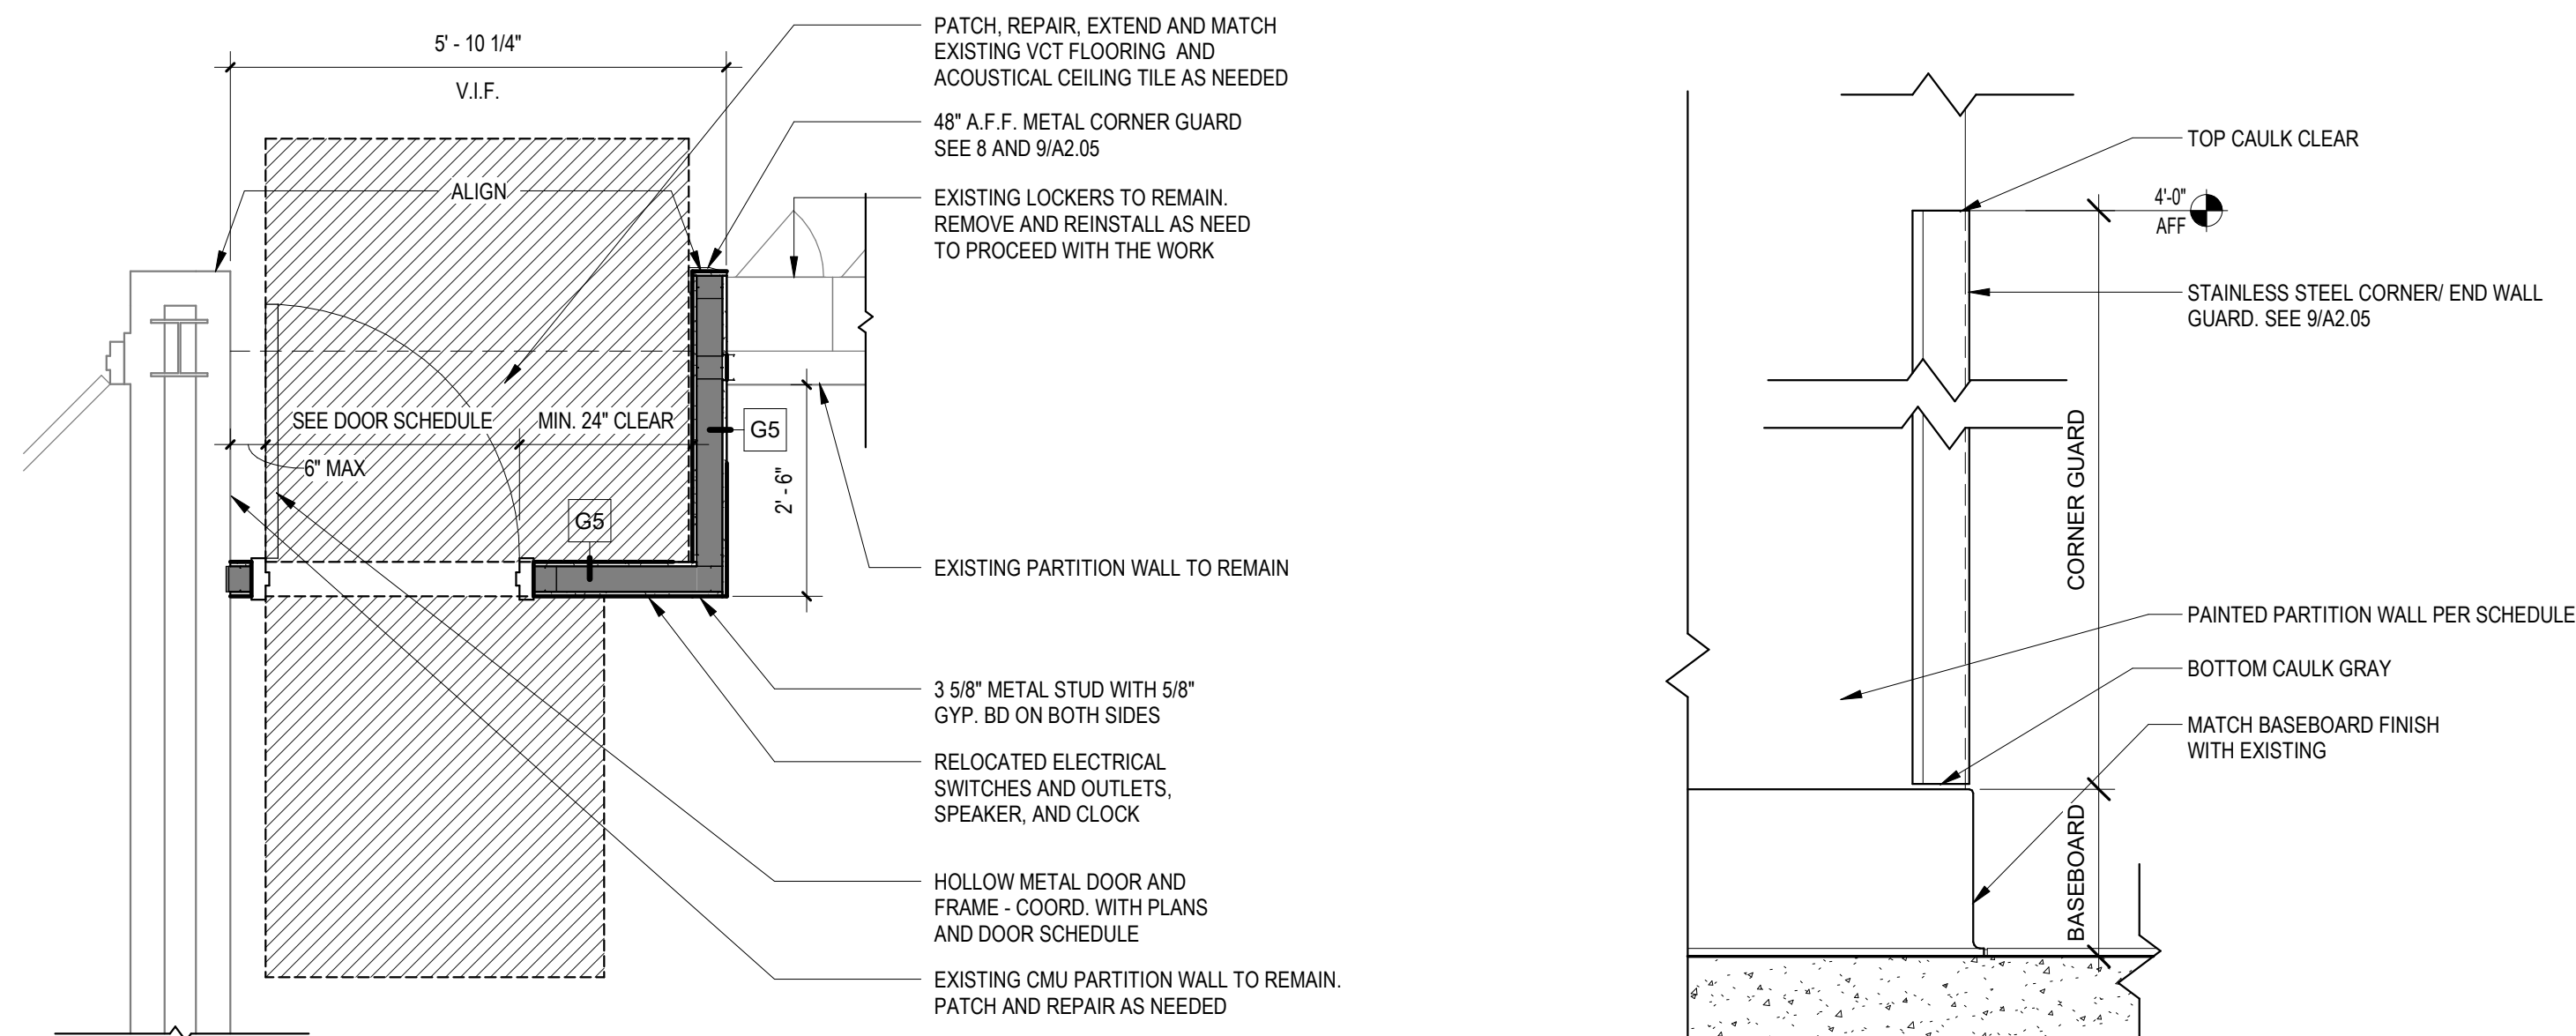 5' - 10 1/4"
V.I.F.
PATCH, REPAIR, EXTEND AND MATCH
EXISTING VCT FLOORING AND
ACOUSTICAL CEILING TILE AS NEEDED
48" A.F.F. METAL CORNER GUARD
SEE 8 AND 9/A2.05
ALIGN
EXISTING LOCKERS TO REMAIN.
REMOVE AND REINSTALL AS NEED
TO PROCEED WITH THE WORK
SEE DOOR SCHEDULE
MIN. 24" CLEAR
G5
6" MAX
2' - 6"
G5
EXISTING PARTITION WALL TO REMAIN
3 5/8" METAL STUD WITH 5/8"
GYP. BD ON BOTH SIDES
RELOCATED ELECTRICAL
SWITCHES AND OUTLETS,
SPEAKER, AND CLOCK
HOLLOW METAL DOOR AND
FRAME - COORD. WITH PLANS
AND DOOR SCHEDULE
EXISTING CMU PARTITION WALL TO REMAIN.
PATCH AND REPAIR AS NEEDED
TOP CAULK CLEAR
4'-0"
AFF
STAINLESS STEEL CORNER/ END WALL
GUARD. SEE 9/A2.05
CORNER GUARD
PAINTED PARTITION WALL PER SCHEDULE
BOTTOM CAULK GRAY
MATCH BASEBOARD FINISH
WITH EXISTING
BASEBOARD